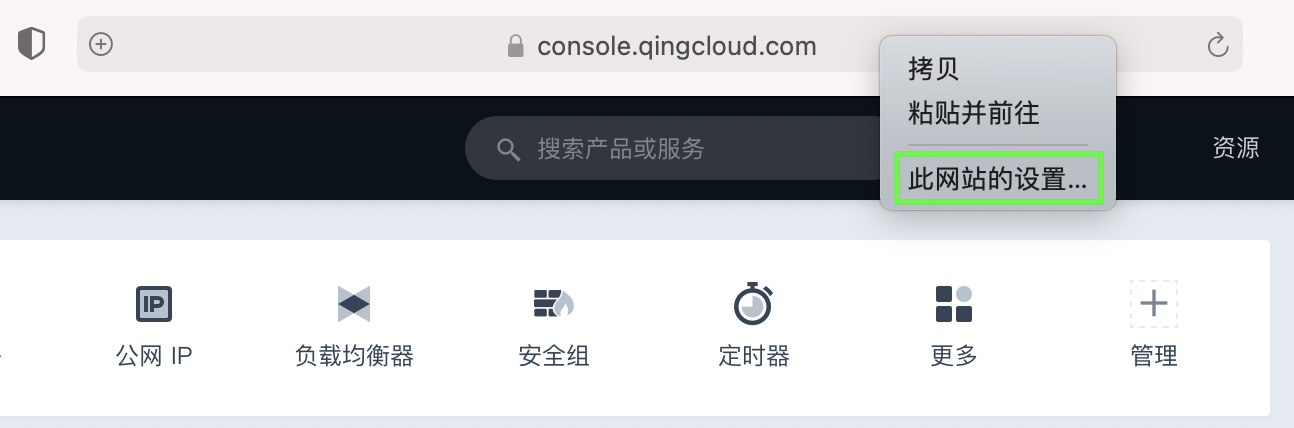 console.qingcloud.com
拷贝
粘贴并前往
此网站的设置...
搜索产品或服务
资源
IP
公网 IP
负载均衡器
安全组
定时器
更多
管理